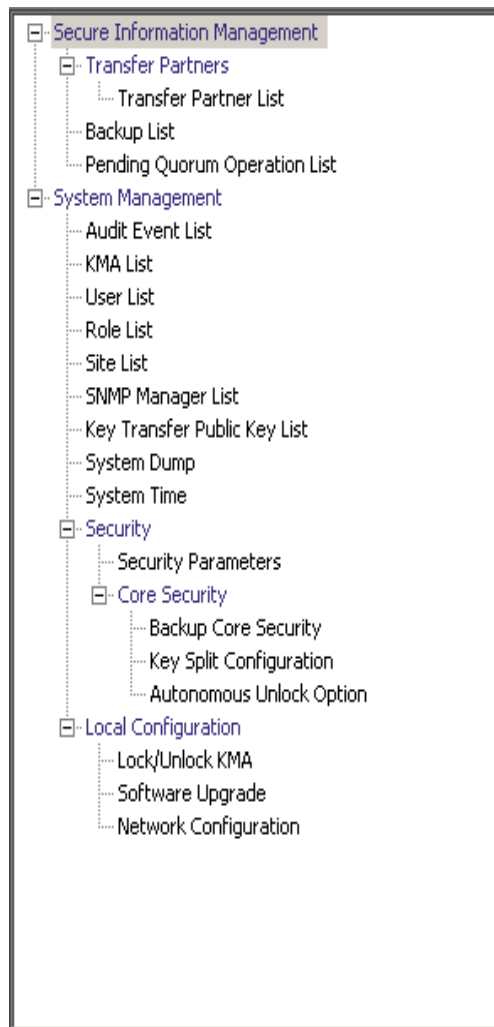 Secure Information Management
Transfer Partners
Transfer Partner List
Backup List
Pending Quorum Operation List
System Management
Audit Event List
KMA List
User List
Role List
Site List
SNMP Manager List
Key Transfer Public Key List
System Dump
System Time
Security
Security Parameters
Core Security
Backup Core Security
Key Split Configuration
Autonomous Unlock Option
Local Configuration
Lock/Unlock KMA
Software Upgrade
Network Configuration